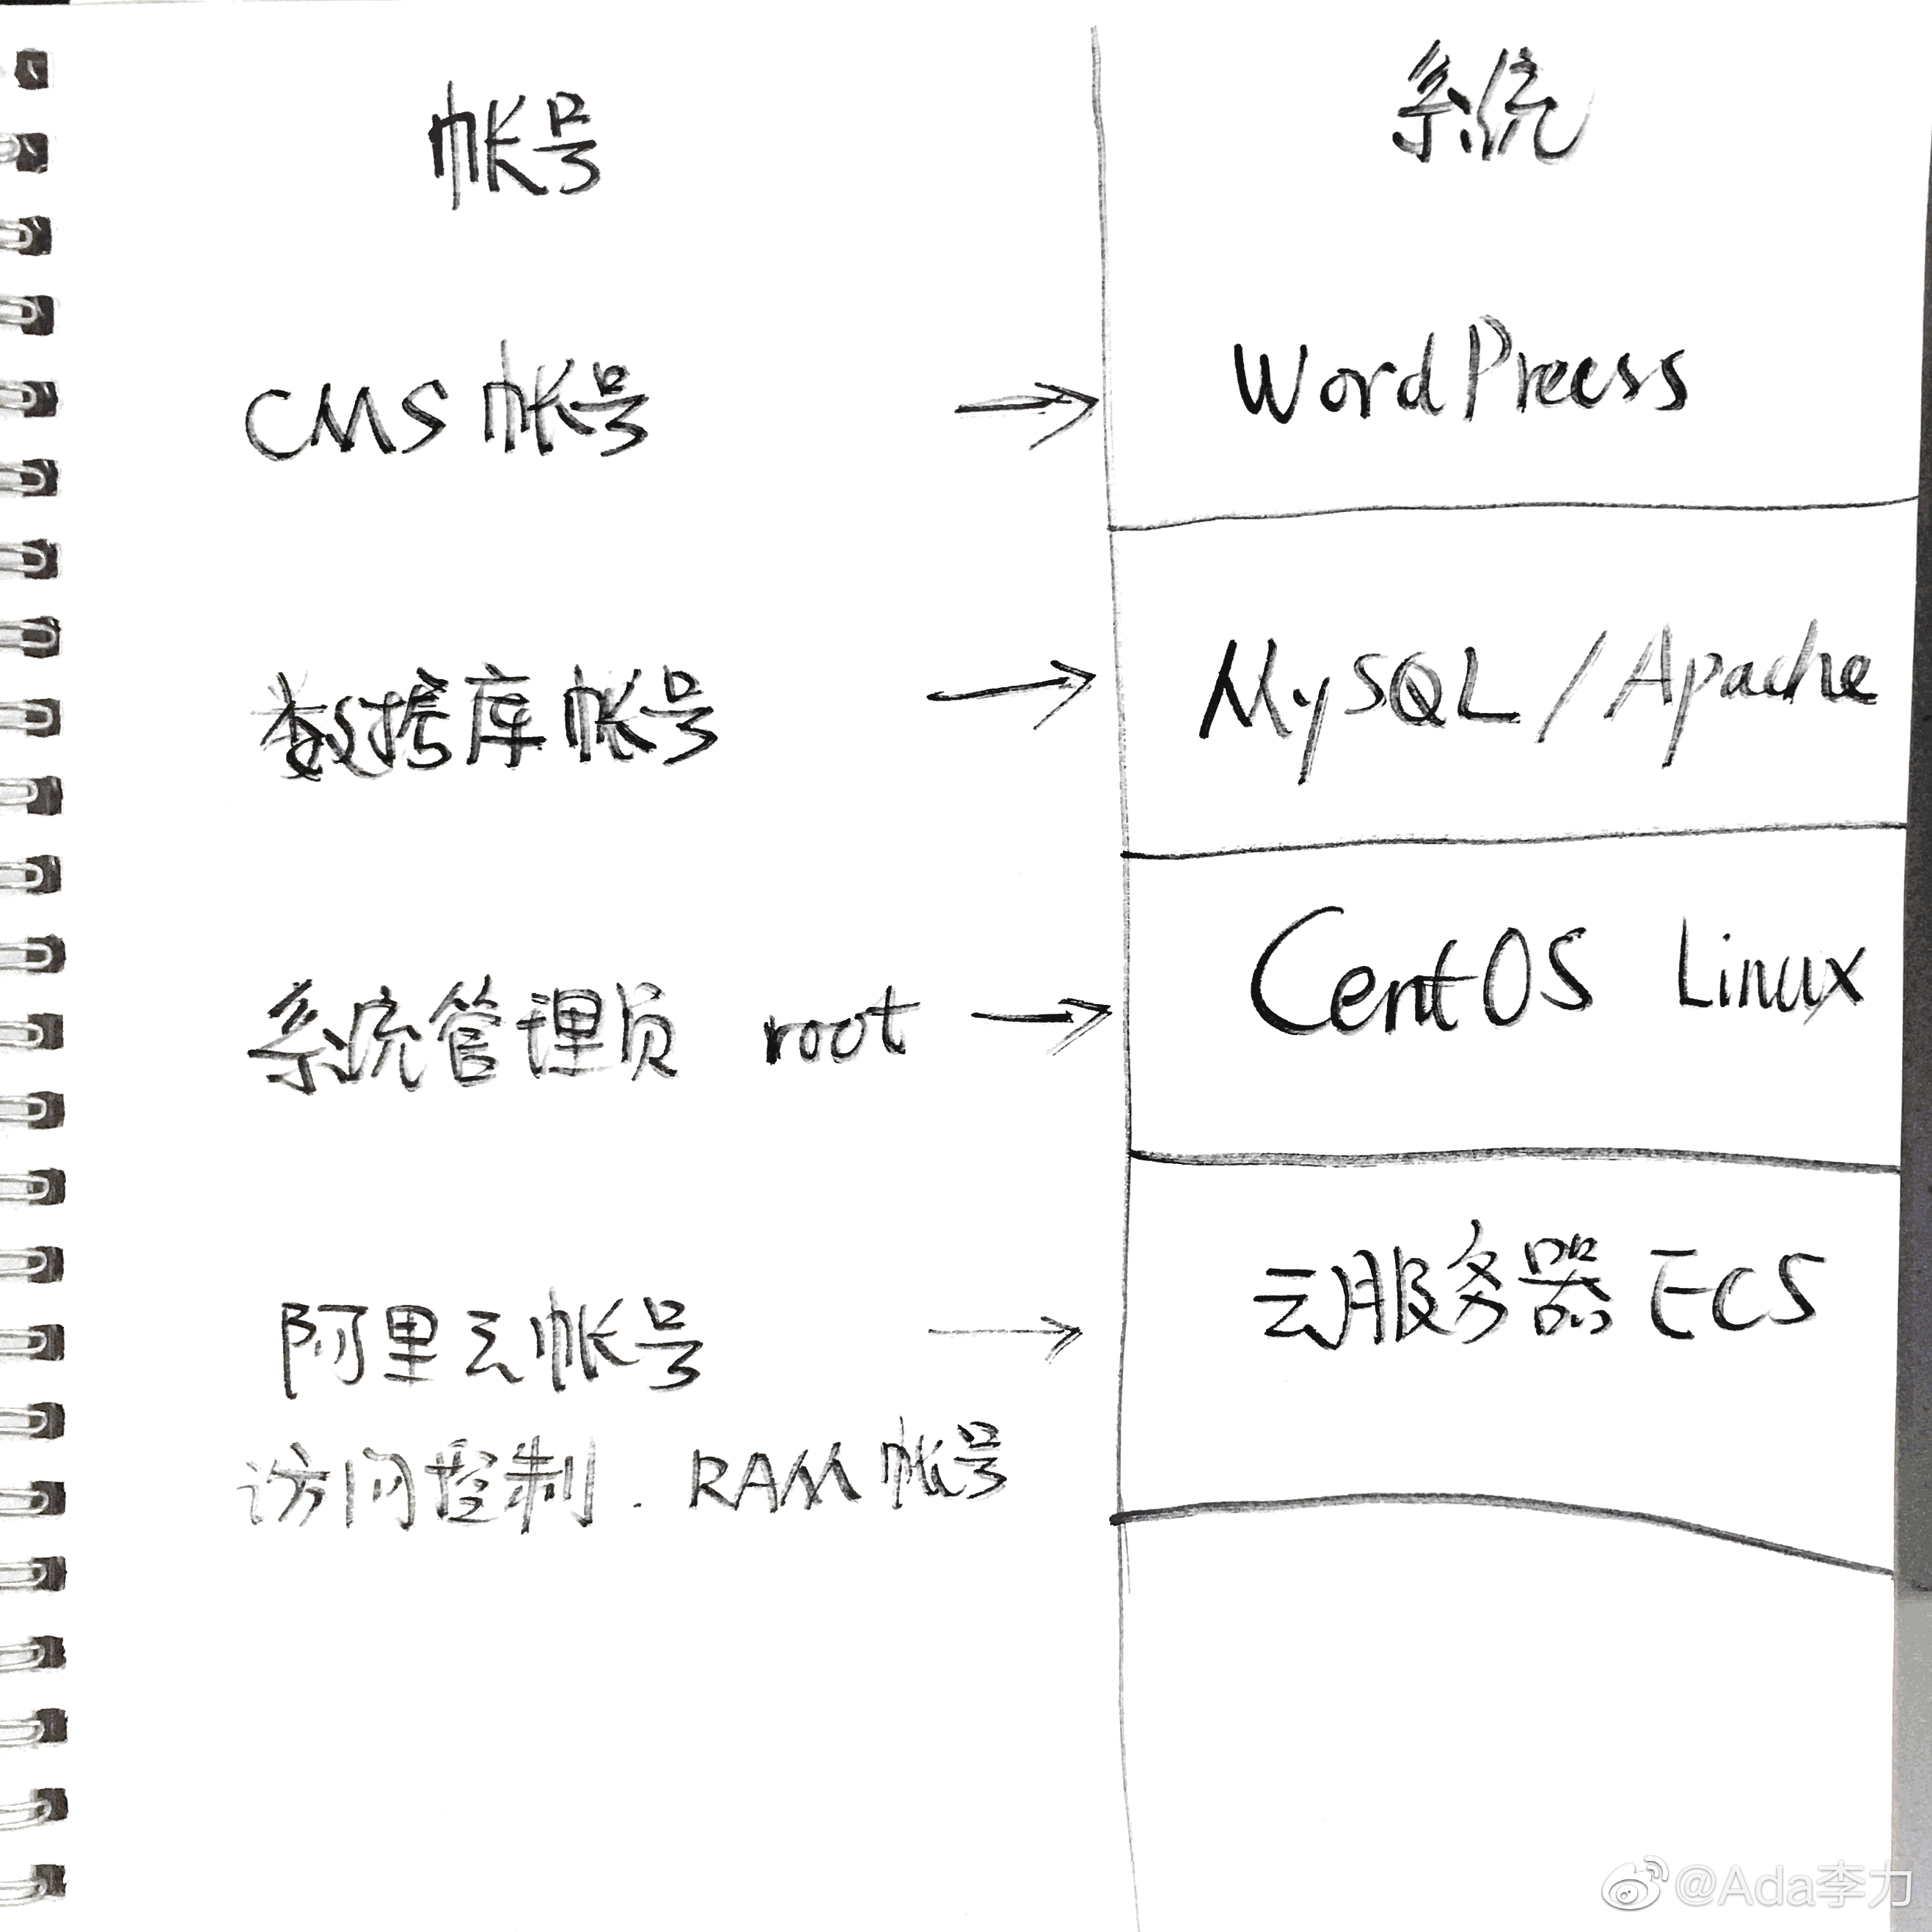 帐号 系统
CMS 帐号 → WordPreess
数据库帐号 → MySQL / Apache
系统管理员 root → CentOS Linux
阿里云帐号 → 云服务器 ECS
访问控制. RAM 帐号
@Ada李力